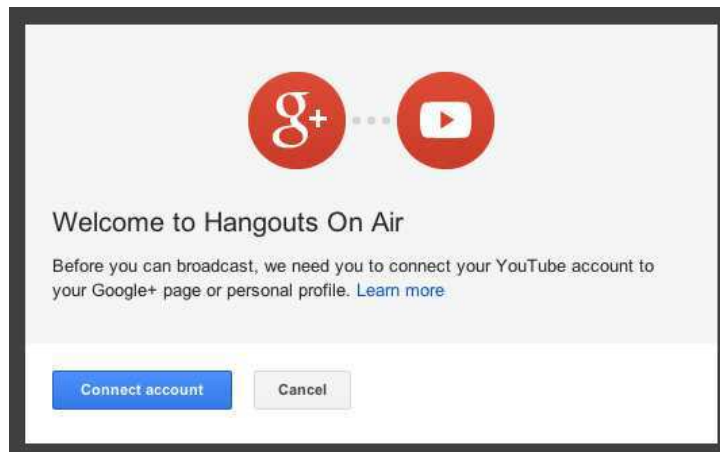 g+
Welcome to Hangouts On Air
Before you can broadcast, we need you to connect your YouTube account to
your Google+ page or personal profile. Learn more
Connect account Cancel